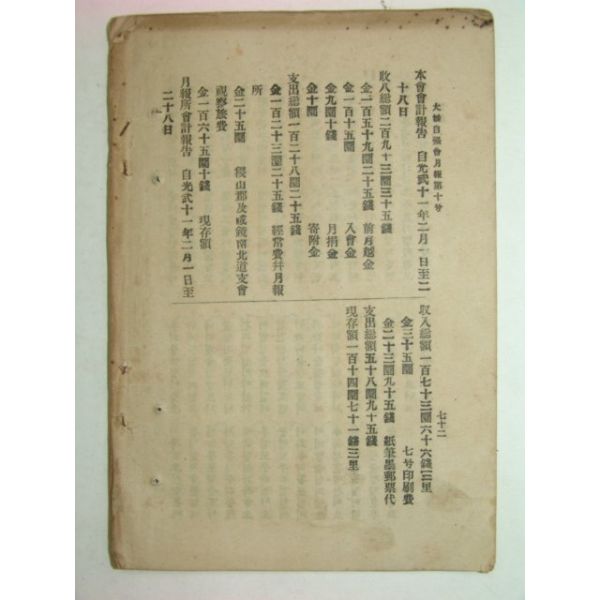 大韓自强會月報第十号
本會會計報告　自光武十一年二月一日至二
十八日
收入総額二百九十三圜三十五錢
金一百五十九圜二十五錢　前月越金
金一百十五圜　入會金
金九圜十錢　月捐金
金十圜　寄附金
支出総額一百二十八圜二十五錢
金一百二十三圜二十五錢　經常費并月報
所
金二十五圜　稷山郡及咸鏡南北道支會
視察旅費
金一百六十五圜十錢　現存額
月報所會計報告　自光武十一年二月一日至
二十八日
七十二
収入総額一百七十三圜六十六錢三里
金三十五圜　七号印刷費
金二十三圜九十五錢　紙筆墨郵票代
支出総額五十八圜九十五錢
現存額一百十四圜七十一錢三里